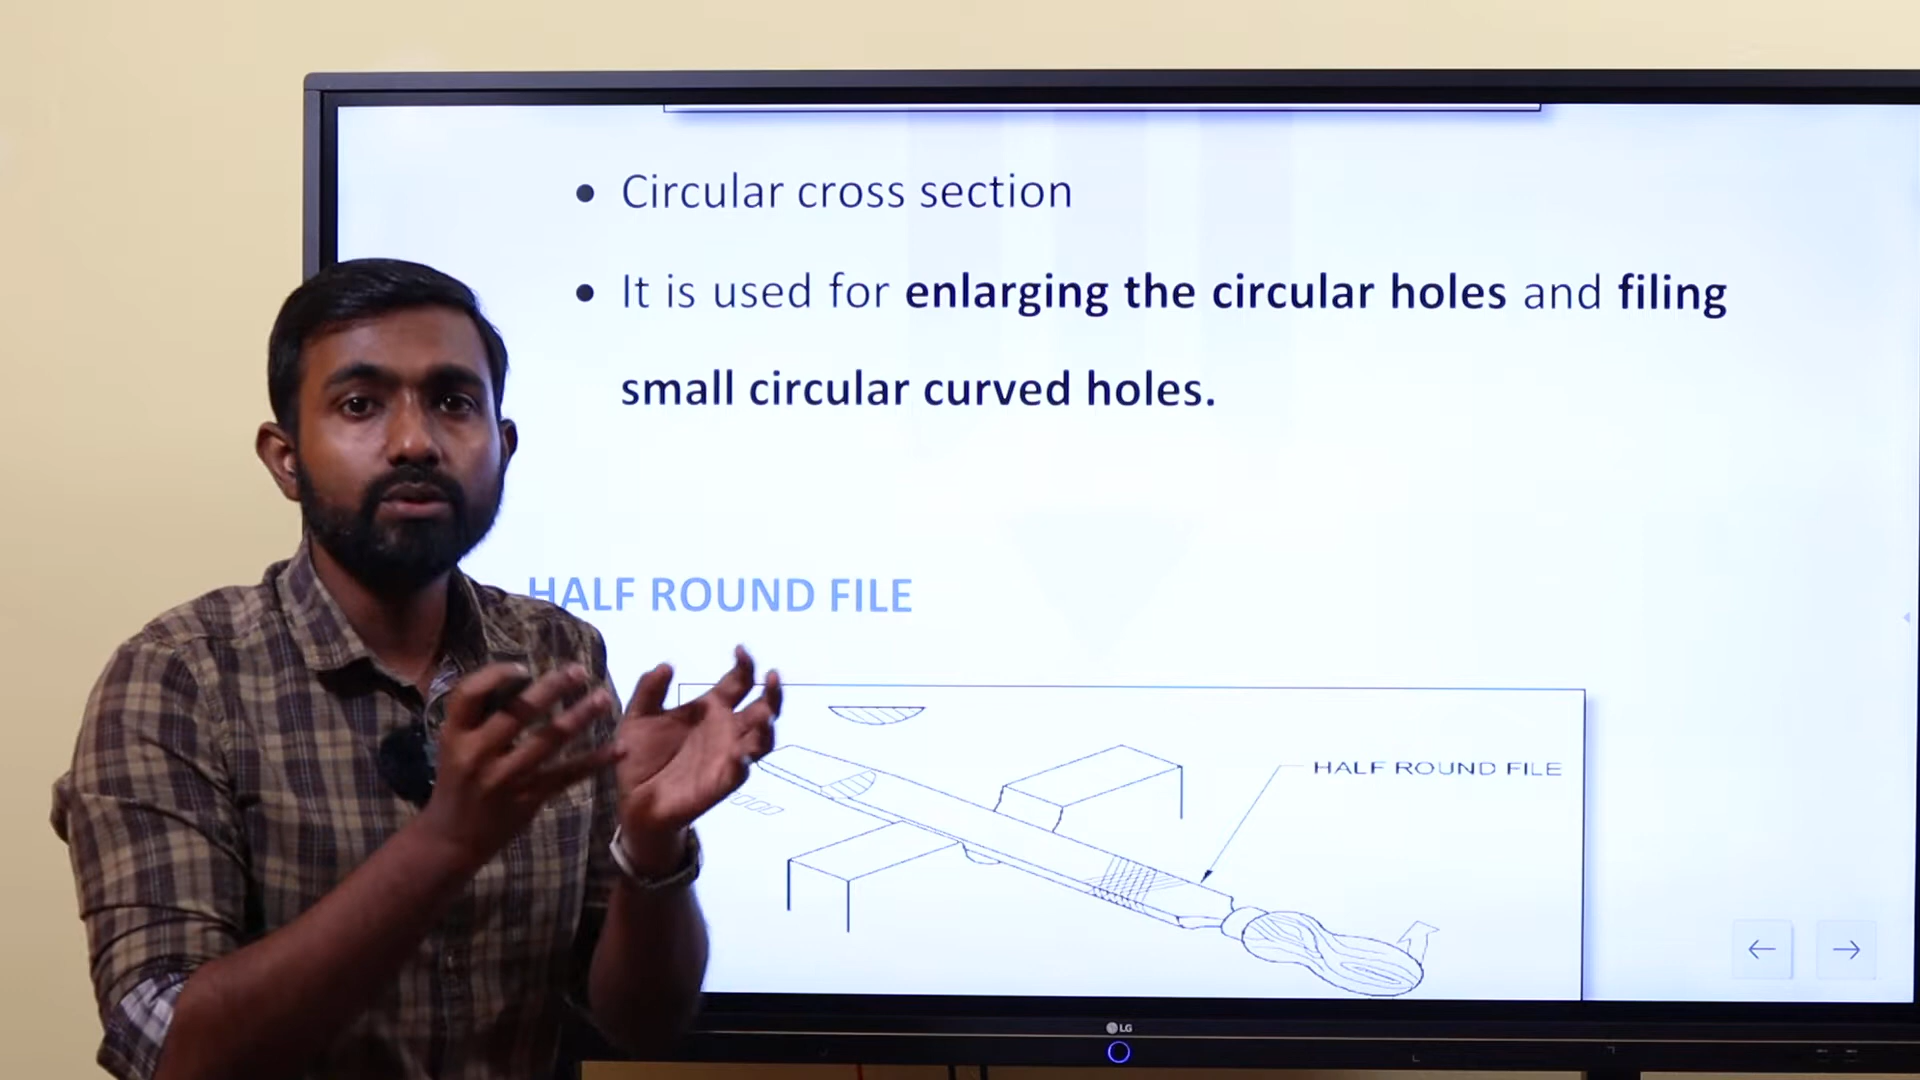 Circular cross section
It is used for enlarging the circular holes and filing
small circular curved holes.
HALF ROUND FILE
HALF ROUND FILE
LG